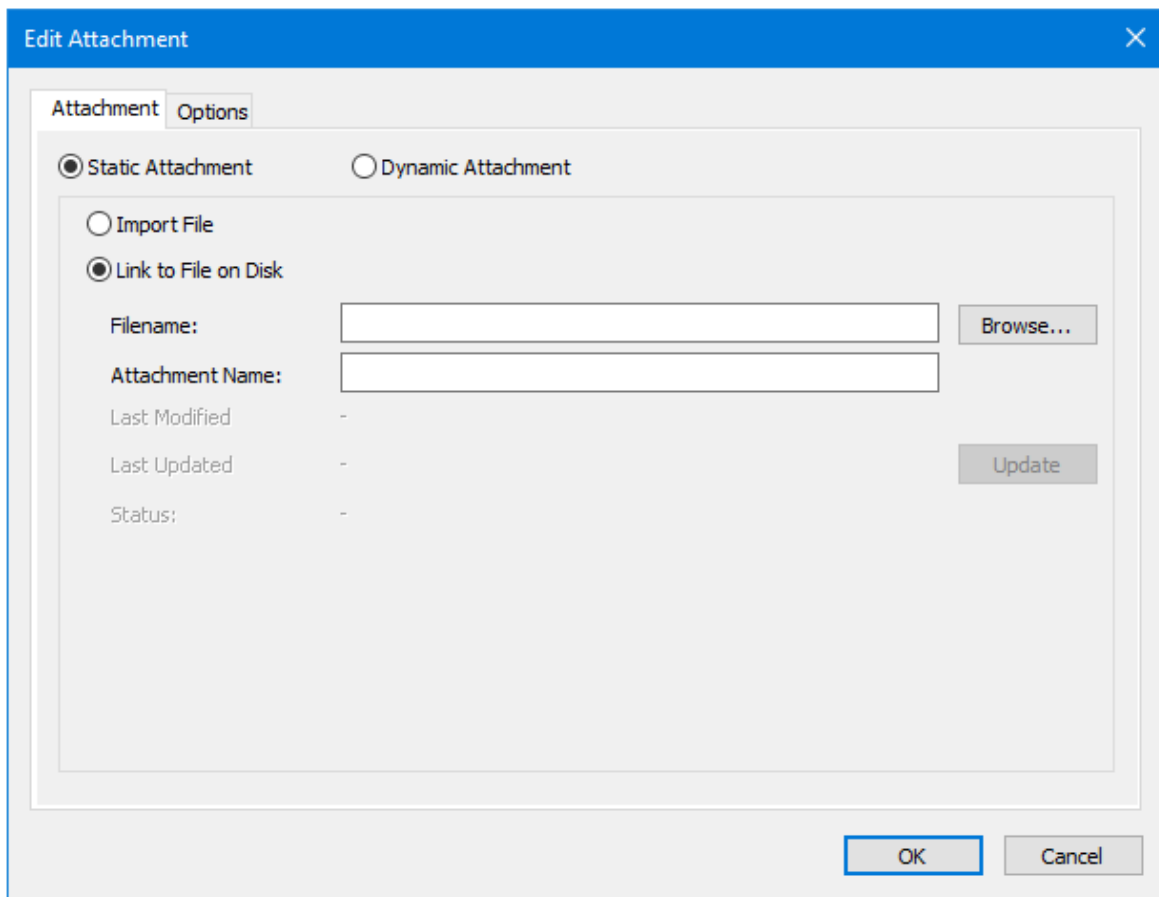 Edit Attachment
Attachment Options
Static Attachment Dynamic Attachment
Import File
Link to File on Disk
Filename: Browse...
Attachment Name:
Last Modified -
Last Updated - Update
Status: -
OK Cancel